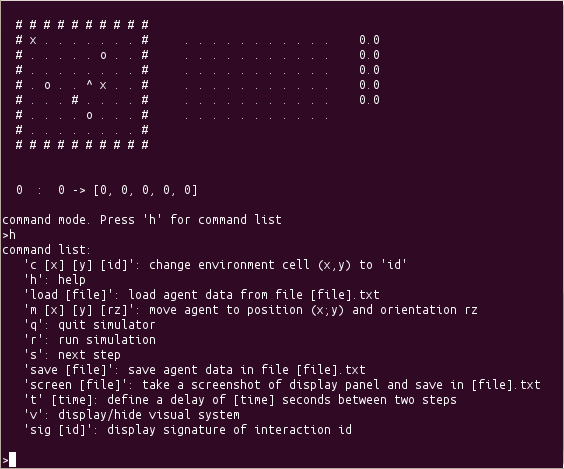 # # # # # # # # # #
# x . . . . . . . # . . . . . . . . . . . 0.0
# . . . . . o . . # . . . . . . . . . . . 0.0
# . . . . . . . . # . . . . . . . . . . . 0.0
# . o . . ^ x . . # . . . . . . . . . . . 0.0
# . . . # . . . . # . . . . . . . . . . . 0.0
# . . . . o . . . # . . . . . . . . . . .
# . . . . . . . . #
# # # # # # # # # #
0 : 0 -> [0, 0, 0, 0, 0]
command mode. Press 'h' for command list
>h
command list:
'c [x] [y] [id]': change environment cell (x,y) to 'id'
'h': help
'load [file]': load agent data from file [file].txt
'm [x] [y] [rz]': move agent to position (x;y) and orientation rz
'q': quit simulator
'r': run simulation
's': next step
'save [file]': save agent data in file [file].txt
'screen [file]': take a screenshot of display panel and save in [file].txt
't' [time]: define a delay of [time] seconds between two steps
'v': display/hide visual system
'sig [id]': display signature of interaction id
>